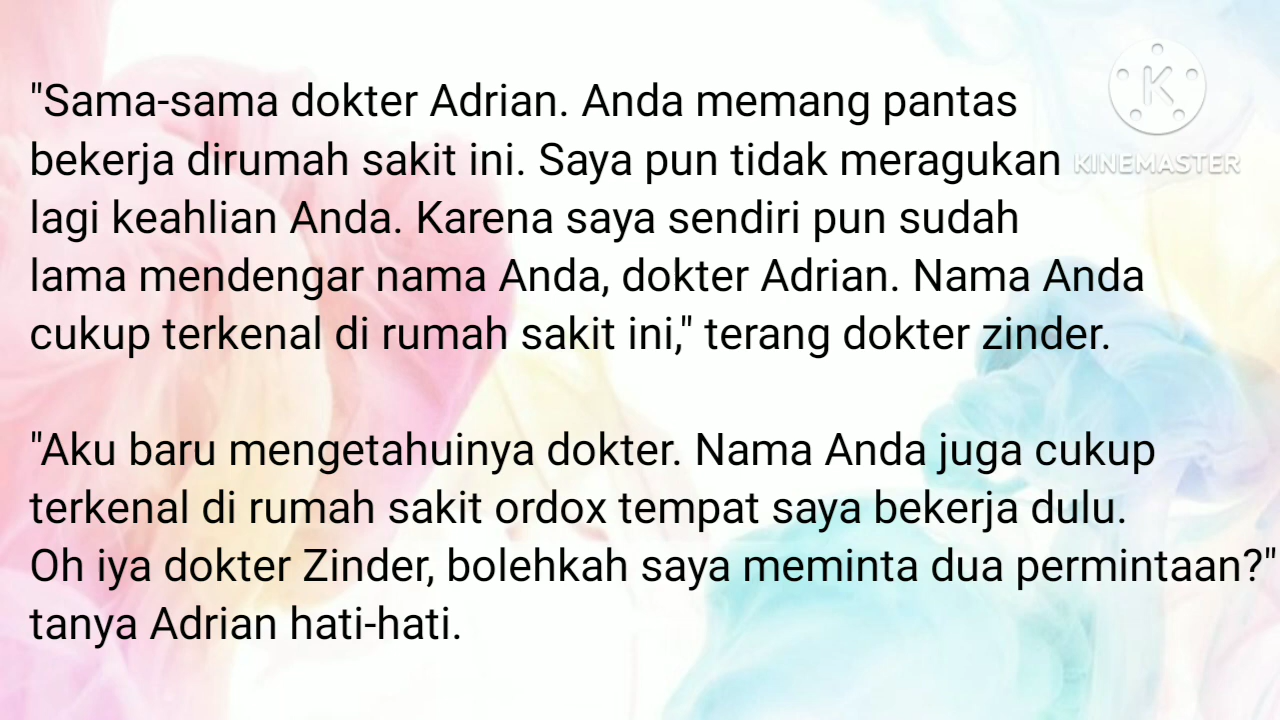 "Sama-sama dokter Adrian. Anda memang pantas
bekerja dirumah sakit ini. Saya pun tidak meragukan
lagi keahlian Anda. Karena saya sendiri pun sudah
lama mendengar nama Anda, dokter Adrian. Nama Anda
cukup terkenal di rumah sakit ini," terang dokter zinder.
"Aku baru mengetahuinya dokter. Nama Anda juga cukup
terkenal di rumah sakit ordox tempat saya bekerja dulu.
Oh iya dokter Zinder, bolehkah saya meminta dua permintaan?"
tanya Adrian hati-hati.
K
KINEMASTER